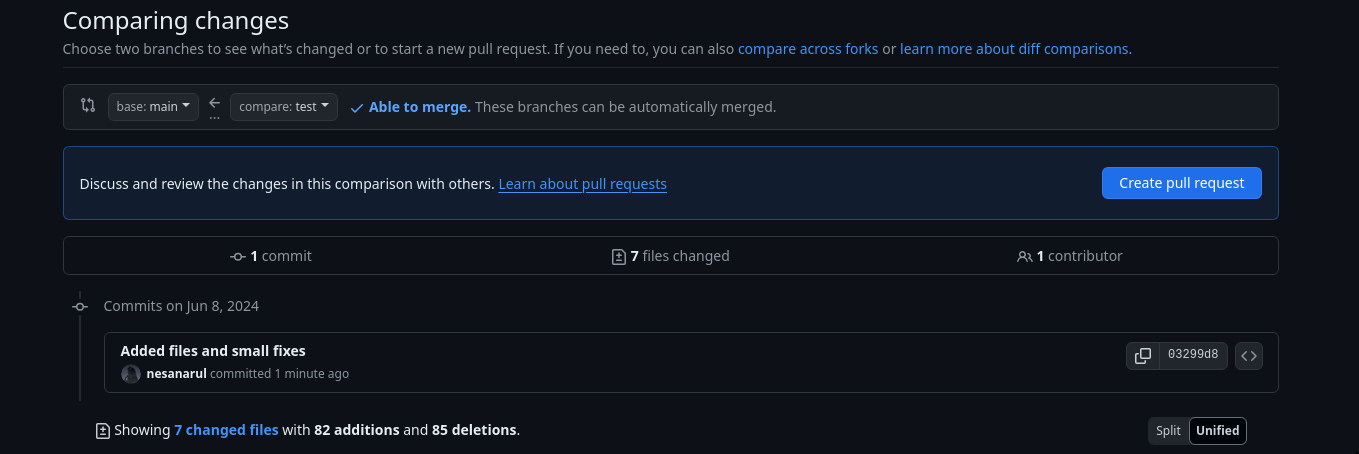 Comparing changes
Choose two branches to see what's changed or to start a new pull request. If you need to, you can also compare across forks or learn more about diff comparisons.
base: main ... compare: test Able to merge. These branches can be automatically merged.
Discuss and review the changes in this comparison with others. Learn about pull requests Create pull request
1 commit 7 files changed 1 contributor
Commits on Jun 8, 2024
Added files and small fixes 03299d8
nesanarul committed 1 minute ago
Showing 7 changed files with 82 additions and 85 deletions. Split Unified